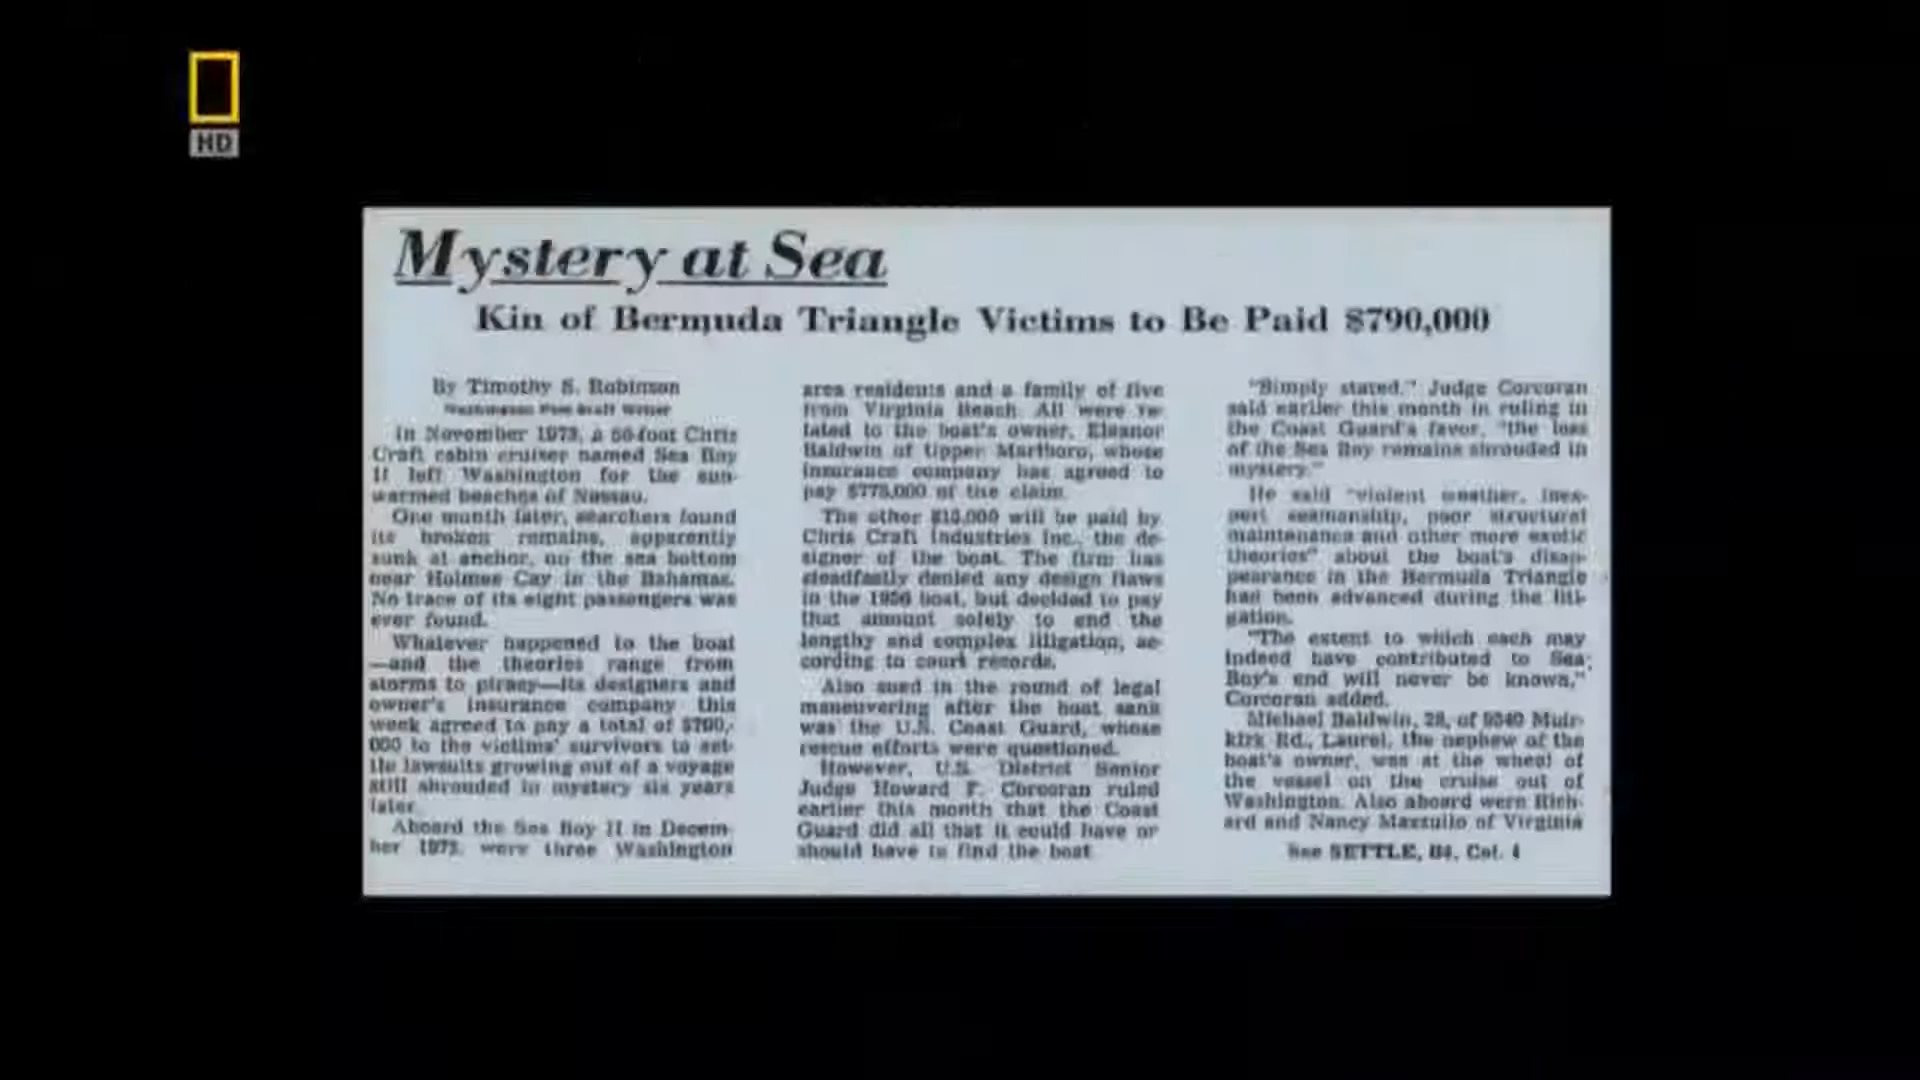 HD
Mystery at Sea
Kin of Bermuda Triangle Victims to Be Paid $790,000
By Timothy S. Robinson
Washington Post Staff Writer
In November 1973, a 50-foot Chris
Craft cabin cruiser named Sea Boy
II left Washington for the sun-
warmed beaches of Nassau.
One month later, searchers found
its broken remains, apparently
sunk at anchor, on the sea bottom
near Holmes Cay in the Bahamas.
No trace of its eight passengers was
ever found.
Whatever happened to the boat
—and the theories range from
storms to piracy—its designers and
owner's insurance company this
week agreed to pay a total of $790,-
000 to the victims' survivors to set-
tle lawsuits growing out of a voyage
still shrouded in mystery six years
later.
Aboard the Sea Boy II in Decem-
ber 1973, were three Washington
area residents and a family of five
from Virginia Beach. All were re-
lated to the boat's owner, Eleanor
Baldwin of Upper Marlboro, whose
insurance company has agreed to
pay $775,000 of the claim.
The other $15,000 will be paid by
Chris Craft Industries Inc., the de-
signer of the boat. The firm has
steadfastly denied any design flaws
in the 1956 boat, but decided to pay
that amount solely to end the
lengthy and complex litigation, ac-
cording to court records.
Also sued in the round of legal
maneuvering after the boat sank
was the U.S. Coast Guard, whose
rescue efforts were questioned.
However, U.S. District Senior
Judge Howard F. Corcoran ruled
earlier this month that the Coast
Guard did all that it could have or
should have to find the boat.
"Simply stated," Judge Corcoran
said earlier this month in ruling in
the Coast Guard's favor, "the loss
of the Sea Boy remains shrouded in
mystery."
He said "violent weather, inex-
pert seamanship, poor structural
maintenance and other more exotic
theories" about the boat's disap-
pearance in the Bermuda Triangle
had been advanced during the liti-
gation.
"The extent to which each may
indeed have contributed to Sea
Boy's end will never be known,"
Corcoran added.
Michael Baldwin, 28, of 9340 Muir-
kirk Rd., Laurel, the nephew of the
boat's owner, was at the wheel of
the vessel on the cruise out of
Washington. Also aboard were Rich-
ard and Nancy Mazzullo of Virginia
See SETTLE, B4, Col. 4